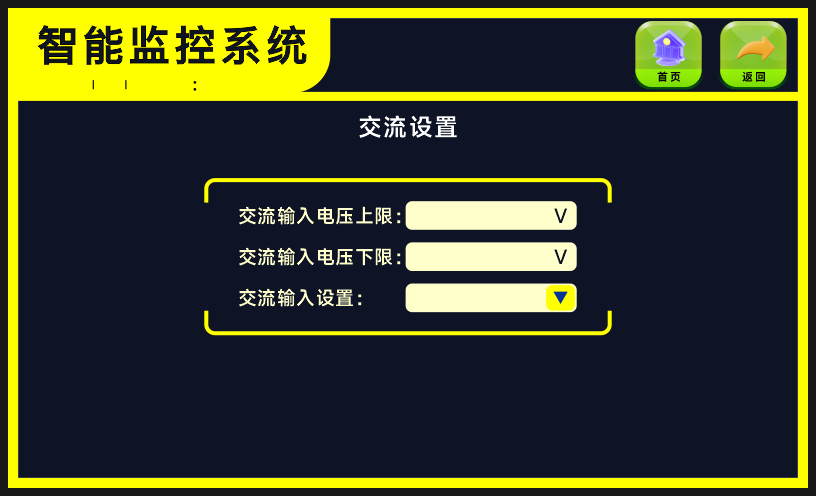 智能监控系统
| | :
首页
返回
交流设置
交流输入电压上限: V
交流输入电压下限: V
交流输入设置: ▼